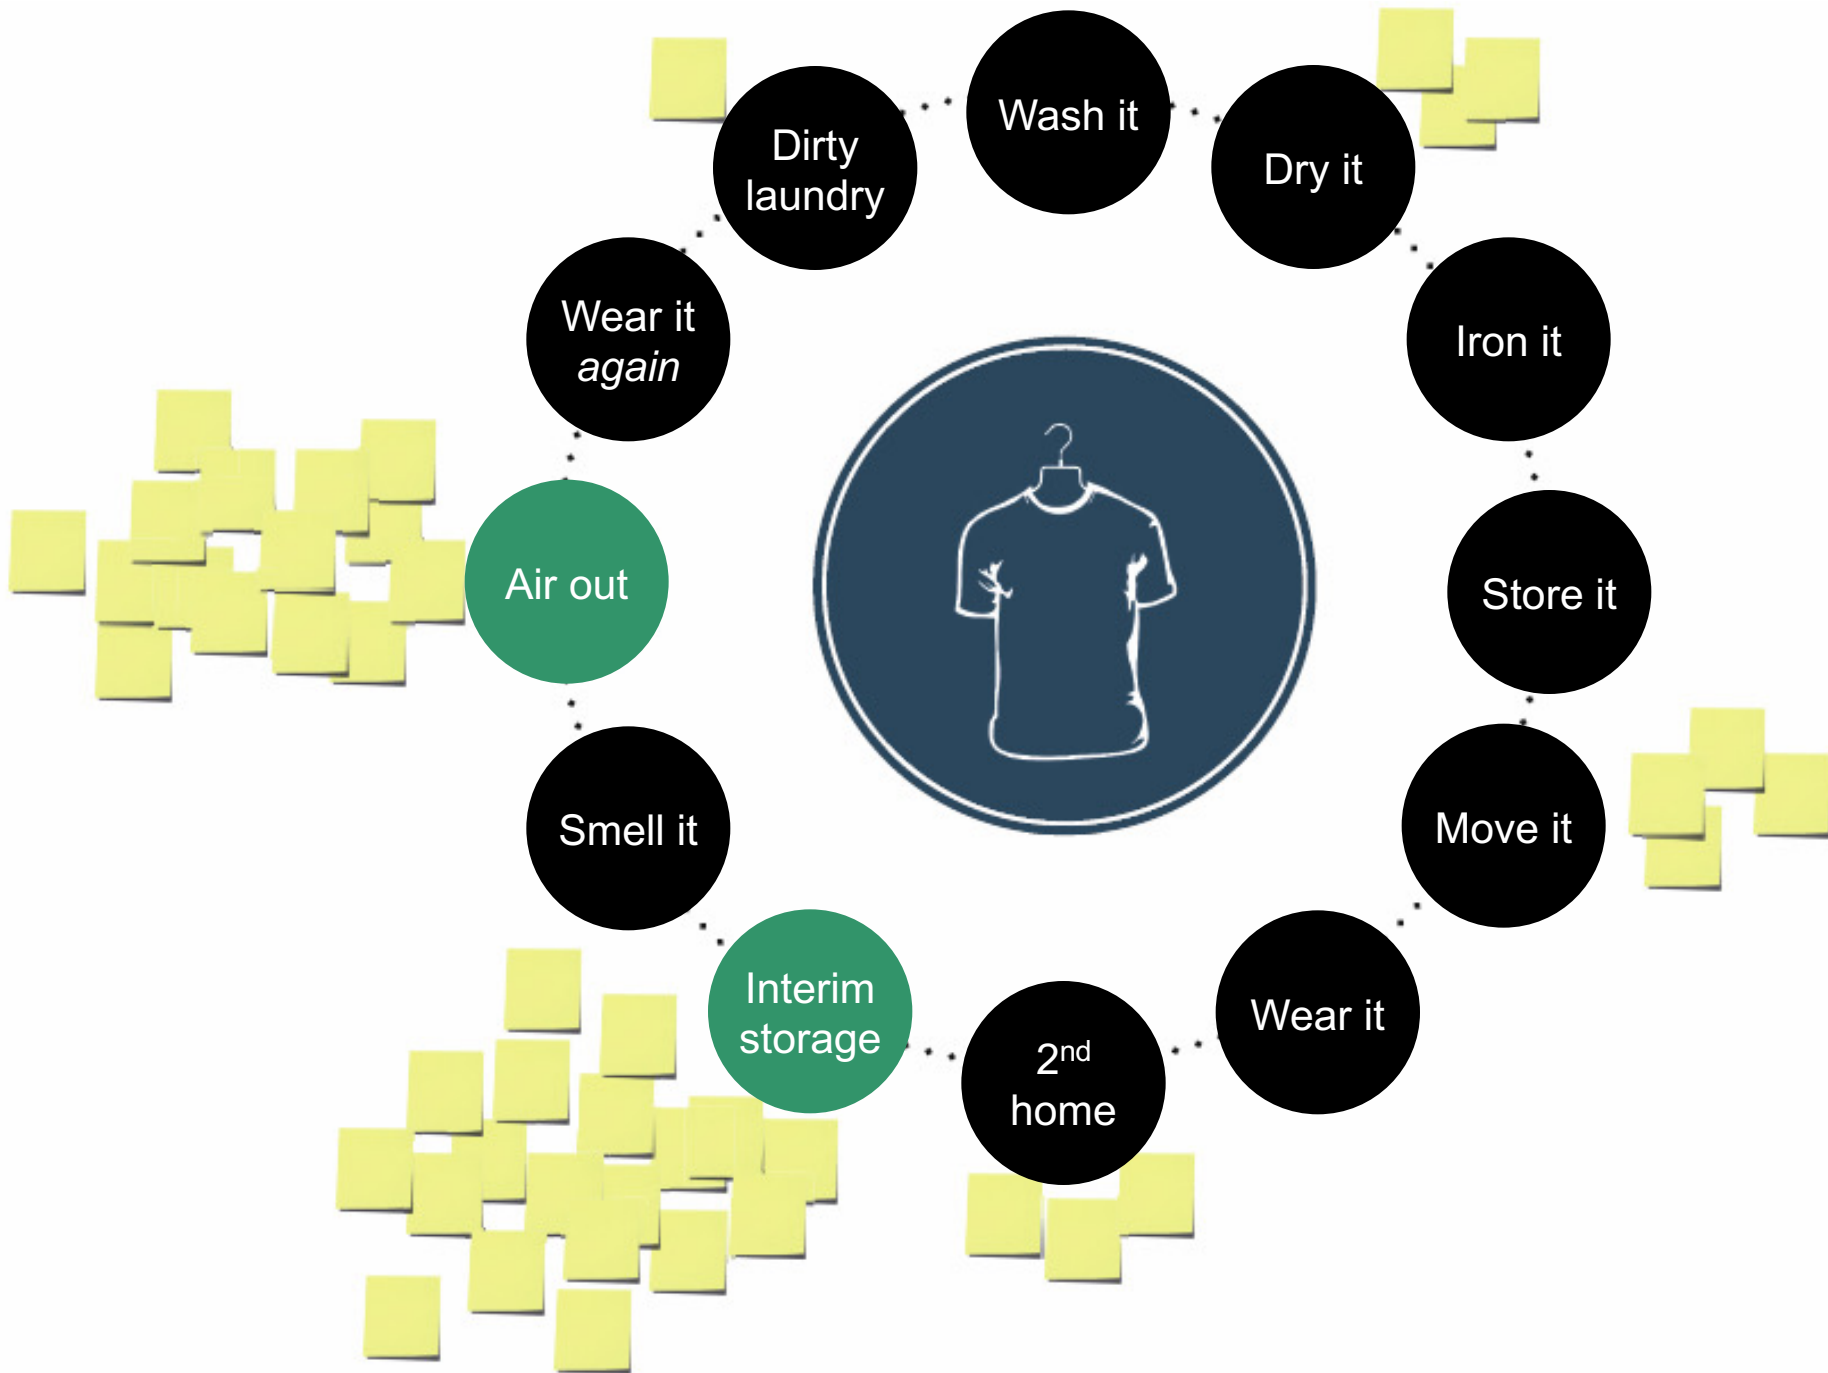 Wash it
Dry it
Iron it
Store it
Move it
Wear it
2nd
home
Interim
storage
Smell it
Air out
Wear it
again
Dirty
laundry